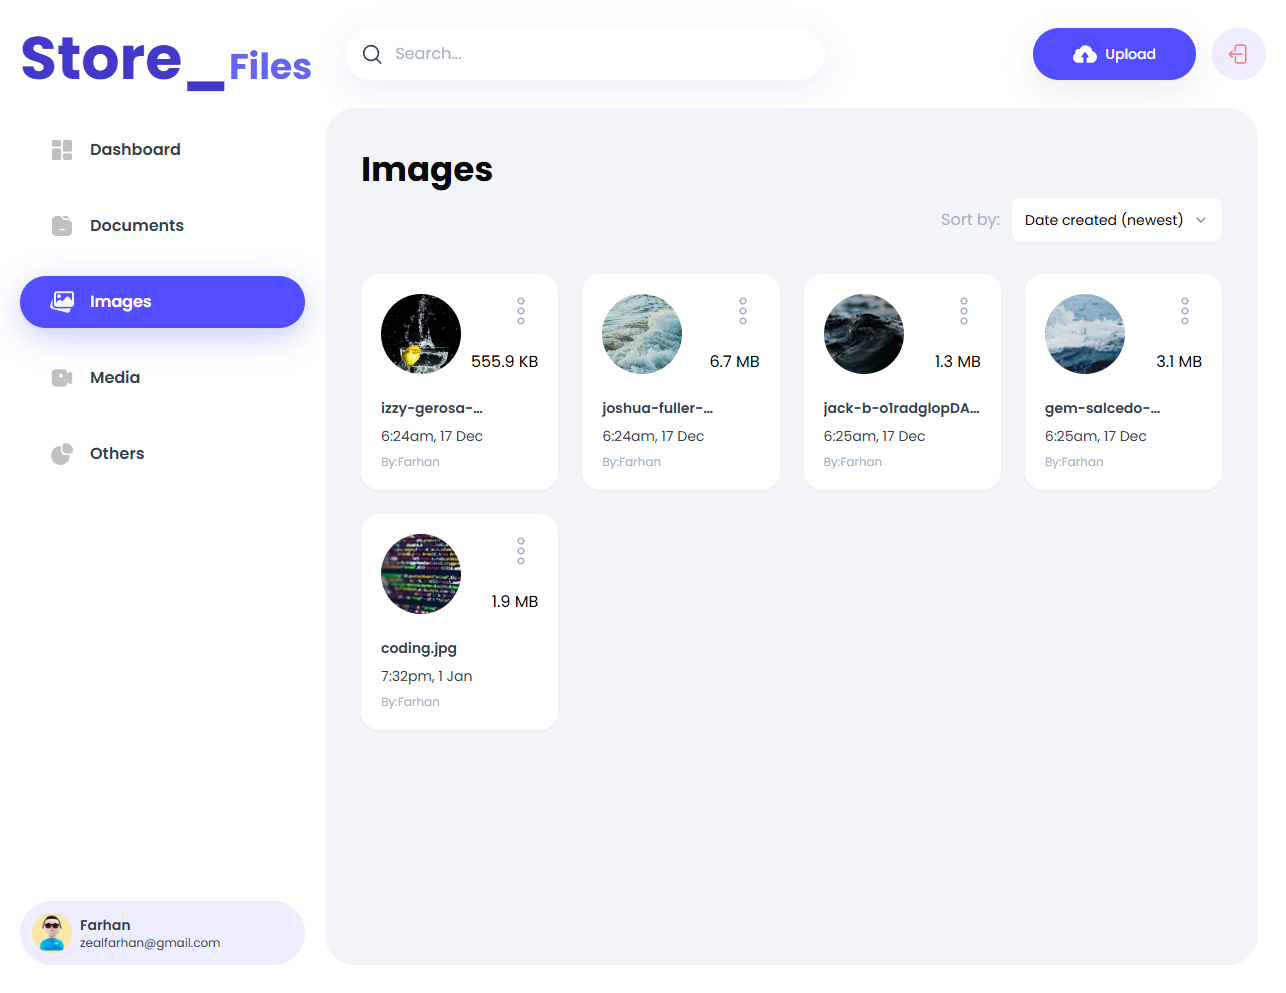 Store_Files
Search...
Upload
Dashboard
Documents
Images
Media
Others
Farhan
zealfarhan@gmail.com
Images
Sort by:
Date created (newest)
555.9 KB
izzy-gerosa-...
6:24am, 17 Dec
By:Farhan
6.7 MB
joshua-fuller-...
6:24am, 17 Dec
By:Farhan
1.3 MB
jack-b-o1radglopDA...
6:25am, 17 Dec
By:Farhan
3.1 MB
gem-salcedo-...
6:25am, 17 Dec
By:Farhan
1.9 MB
coding.jpg
7:32pm, 1 Jan
By:Farhan